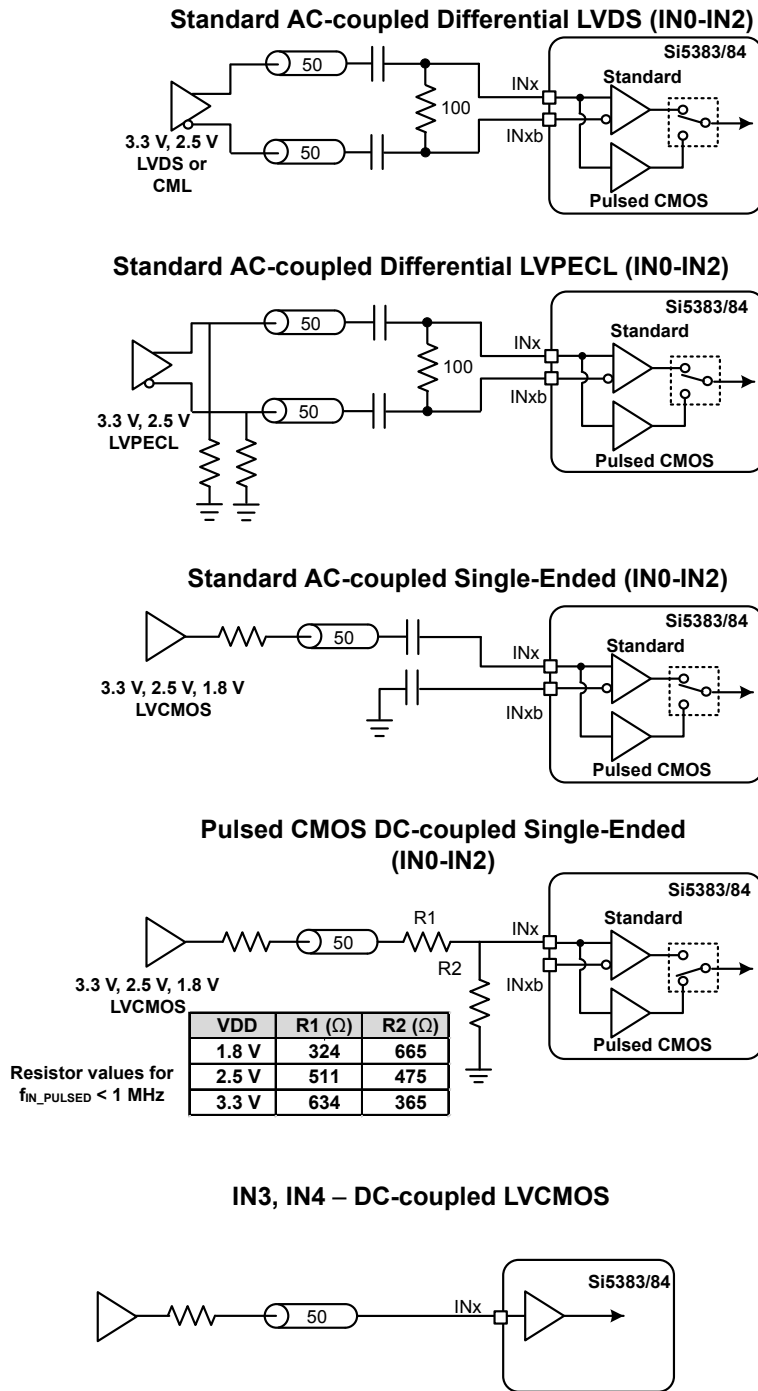 Standard AC-coupled Differential LVDS (IN0-IN2)
Si5383/84
Standard
50
INx
100
INxb
50
3.3 V, 2.5 V
LVDS or
CML
Pulsed CMOS
Standard AC-coupled Differential LVPECL (IN0-IN2)
Si5383/84
Standard
50
INx
100
INxb
50
3.3 V, 2.5 V
LVPECL
Pulsed CMOS
Standard AC-coupled Single-Ended (IN0-IN2)
Si5383/84
Standard
50
INx
3.3 V, 2.5 V, 1.8 V
LVCMOS
INxb
Pulsed CMOS
Pulsed CMOS DC-coupled Single-Ended
(IN0-IN2)
Si5383/84
Standard
R1
INx
50
R2
INxb
3.3 V, 2.5 V, 1.8 V
LVCMOS
Pulsed CMOS
VDD R1 (Ω) R2 (Ω)
1.8 V 324 665
2.5 V 511 475
3.3 V 634 365
Resistor values for
fIN_PULSED < 1 MHz
IN3, IN4 – DC-coupled LVCMOS
Si5383/84
50
INx